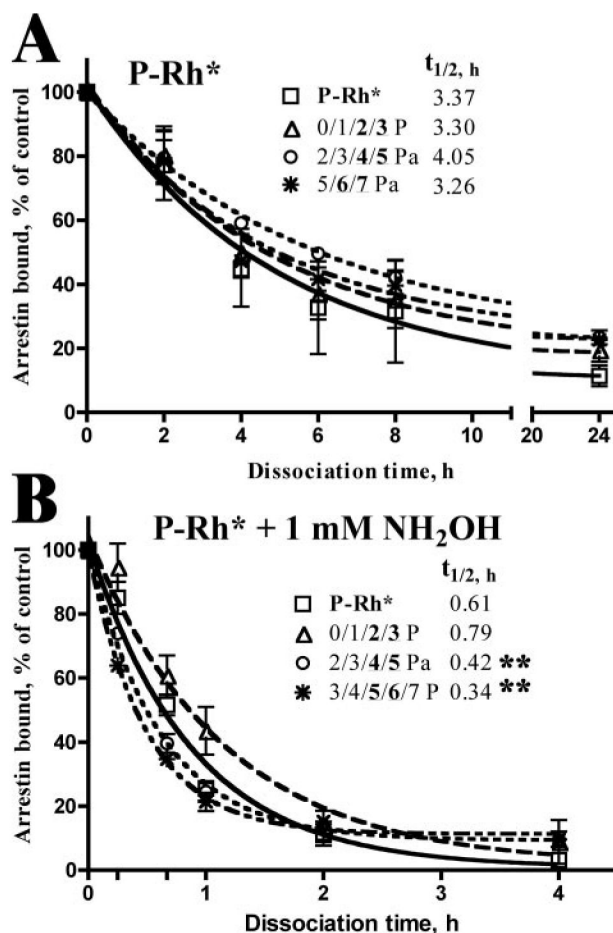 A
P-Rh*
t1/2, h
P-Rh* 3.37
0/1/2/3 P 3.30
2/3/4/5 Pa 4.05
5/6/7 Pa 3.26
Arrestin bound, % of control
100
80
60
40
20
0
0 2 4 6 8 10 20 24
Dissociation time, h
B
P-Rh* + 1 mM NH2OH
t1/2, h
P-Rh* 0.61
0/1/2/3 P 0.79
2/3/4/5 Pa 0.42 **
3/4/5/6/7 P 0.34 **
Arrestin bound, % of control
100
80
60
40
20
0
0 1 2 3 4
Dissociation time, h